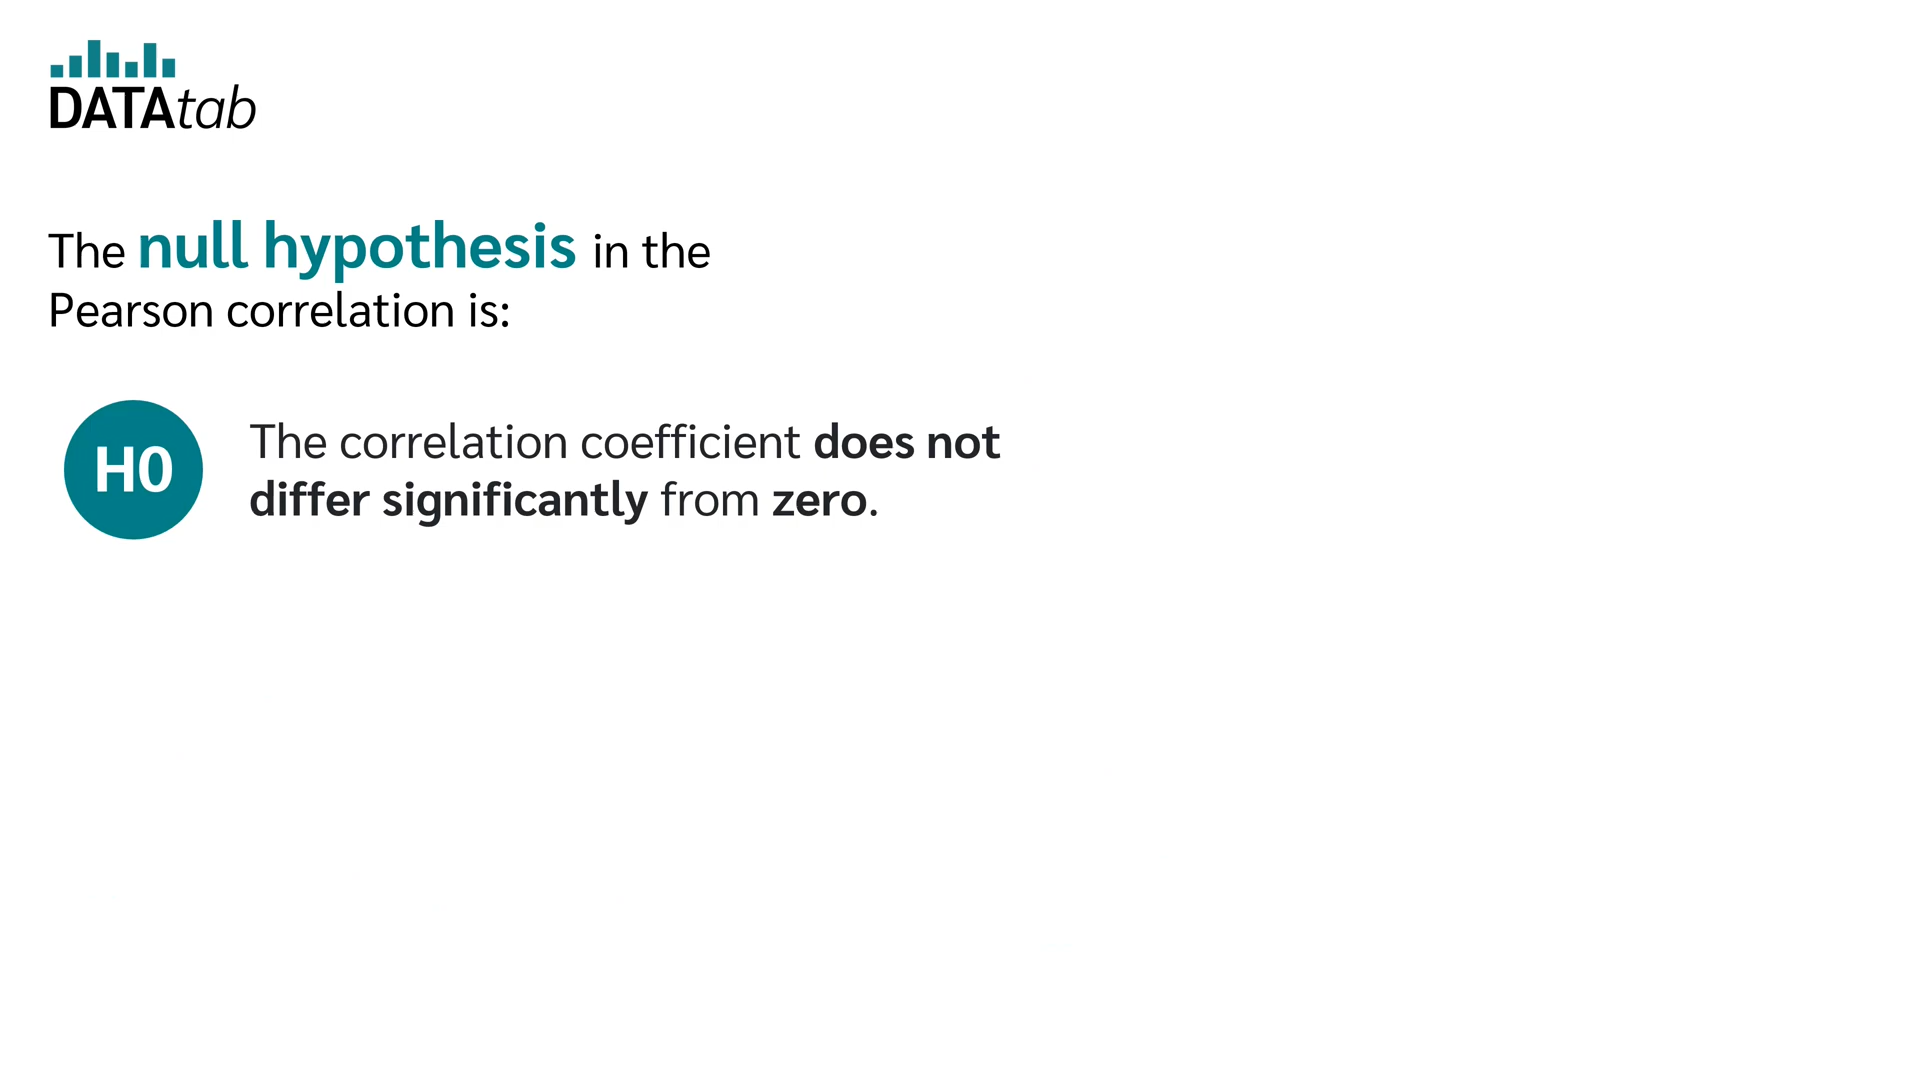 DATAtab
The null hypothesis in the
Pearson correlation is:
H0
The correlation coefficient does not
differ significantly from zero.